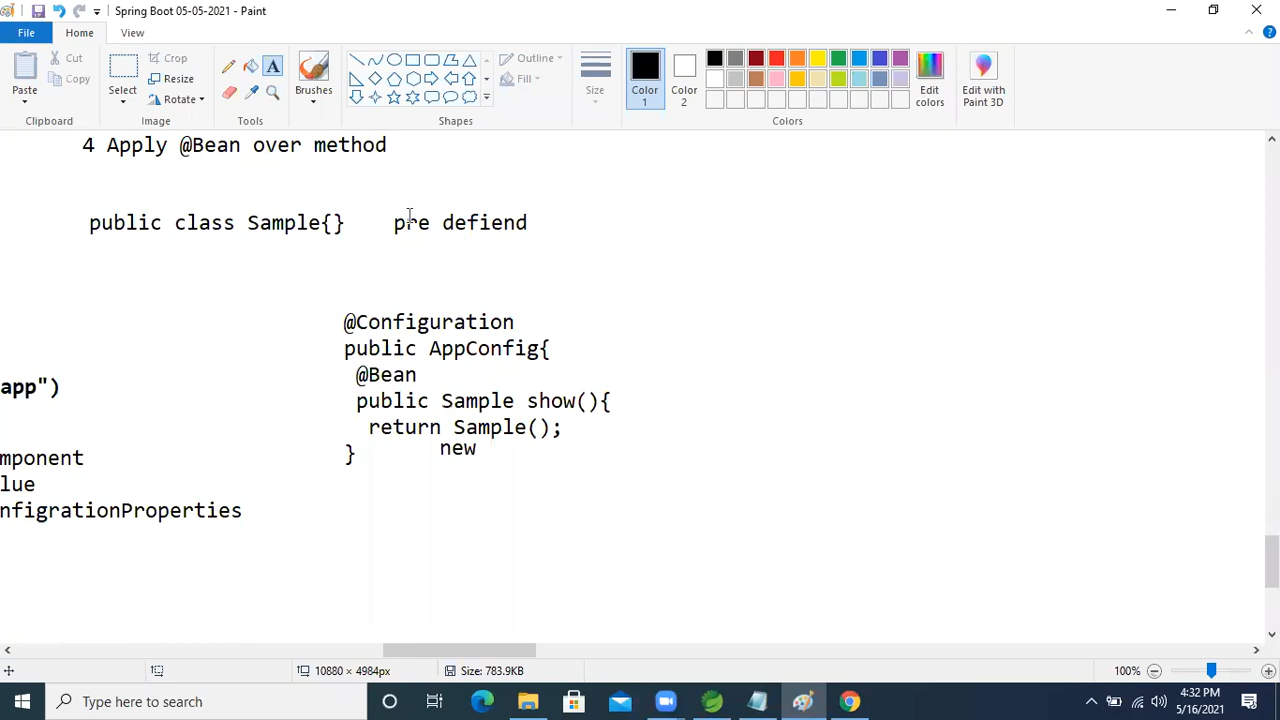 Spring Boot 05-05-2021 - Paint
File Home View
Paste
Cut
Copy
Clipboard
Select
Crop
Resize
Rotate
Image
Tools
Brushes
Shapes
Outline
Fill
Size
Color 1
Color 2
Colors
Edit colors
Edit with Paint 3D
4 Apply @Bean over method
public class Sample{} pre defiend
@Configuration
public AppConfig{
@Bean
app")
public Sample show(){
return Sample();
new
}
mponent
lue
nfigrationProperties
10880 × 4984px
Size: 783.9KB
100%
Type here to search
4:32 PM
5/16/2021